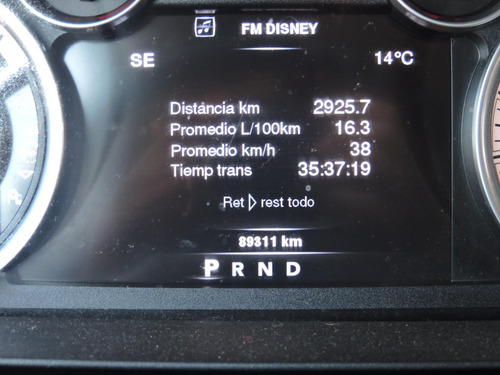 FM DISNEY
SE 14°C
Distancia km 2925.7
Promedio L/100km 16.3
Promedio km/h 38
Tiemp trans 35:37:19
Ret ▷ rest todo
89311 km
P R N D